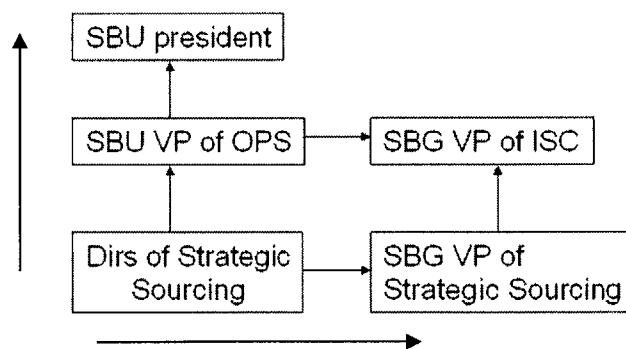 SBU president
SBU VP of OPS
SBG VP of ISC
Dirs of Strategic
Sourcing
SBG VP of
Strategic Sourcing